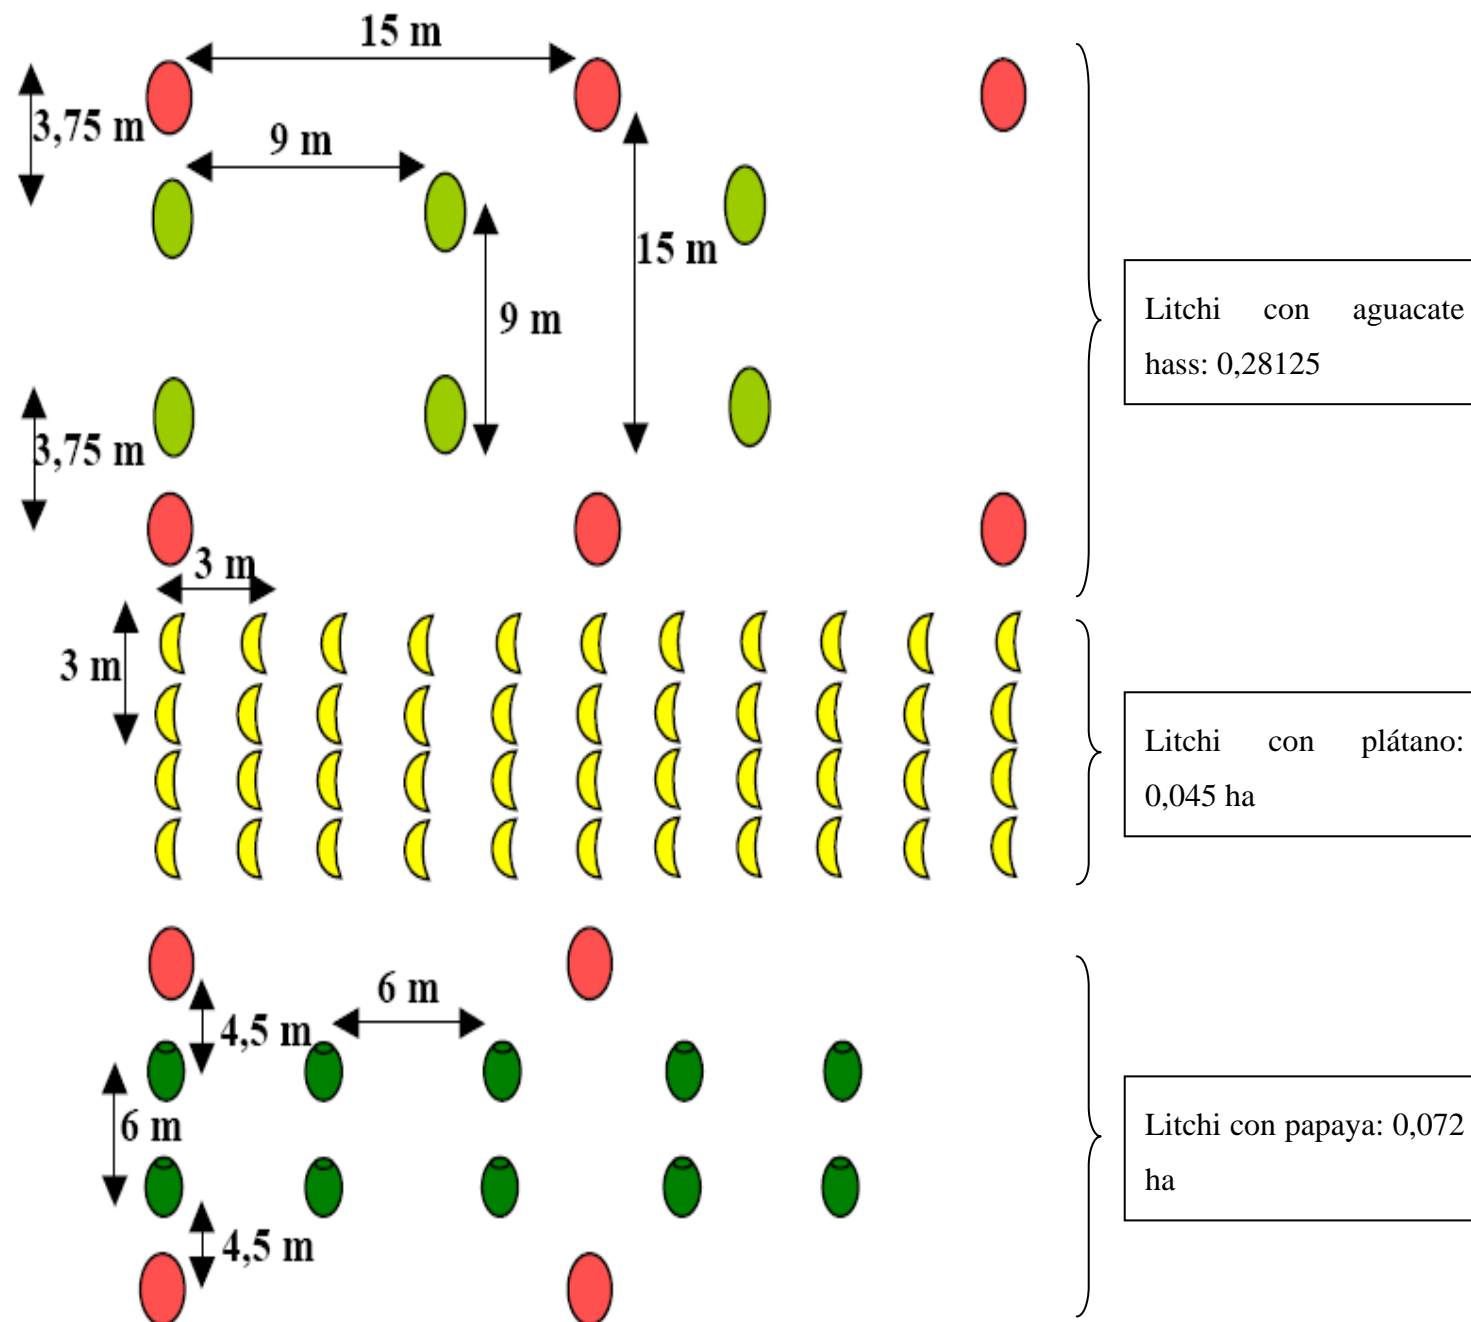 15 m
3,75 m
9 m
15 m
9 m
3,75 m
3 m
3 m
6 m
4,5 m
6 m
4,5 m
Litchi con aguacate
hass: 0,28125
Litchi con plátano:
0,045 ha
Litchi con papaya: 0,072
ha